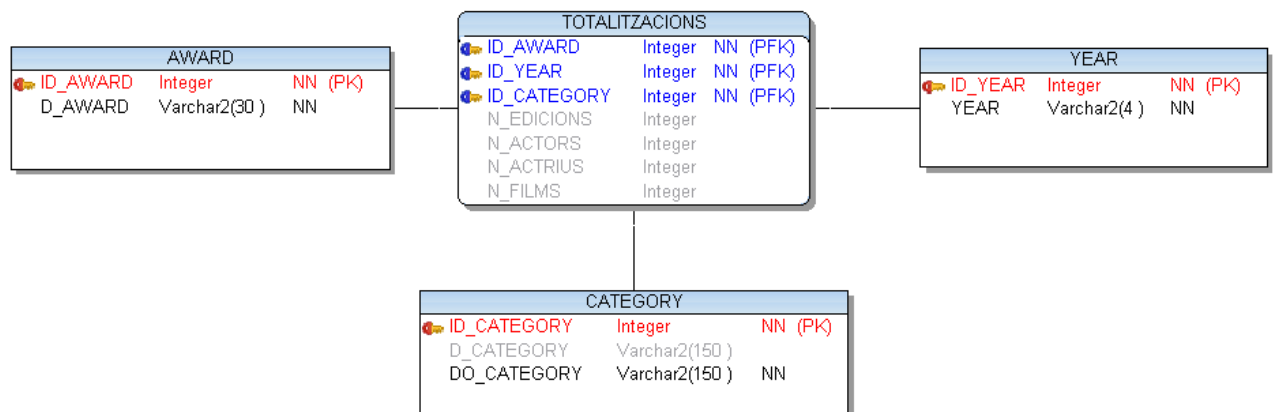 AWARD
ID_AWARD Integer NN (PK)
D_AWARD Varchar2(30 ) NN
TOTALITZACIONS
ID_AWARD Integer NN (PFK)
ID_YEAR Integer NN (PFK)
ID_CATEGORY Integer NN (PFK)
N_EDICIONS Integer
N_ACTORS Integer
N_ACTRIUS Integer
N_FILMS Integer
YEAR
ID_YEAR Integer NN (PK)
YEAR Varchar2(4 ) NN
CATEGORY
ID_CATEGORY Integer NN (PK)
D_CATEGORY Varchar2(150 )
DO_CATEGORY Varchar2(150 ) NN